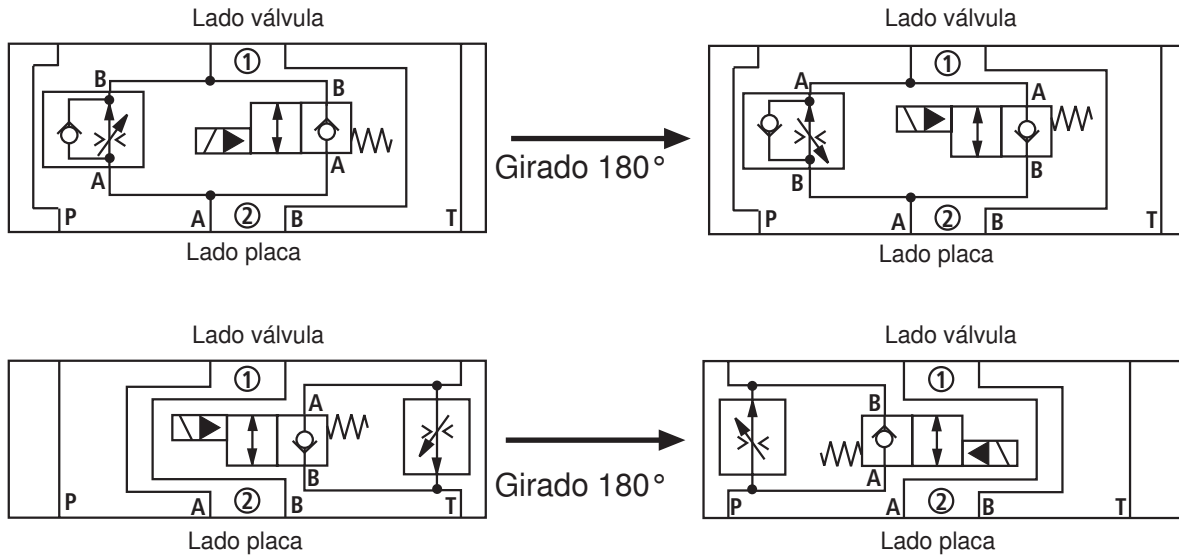 Lado válvula
Lado válvula
① ①
B B A A
Girado 180°
A A B B
P A ② B T
P A ② B T
Lado placa
Lado placa
Lado válvula
Lado válvula
① ①
A B
Girado 180°
B A
P A ② B T
P A ② B T
Lado placa
Lado placa